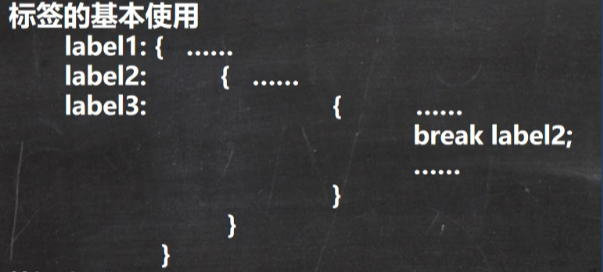 标签的基本使用
label1: { ……
label2: { ……
label3: { ……
break label2;
……
}
}
}